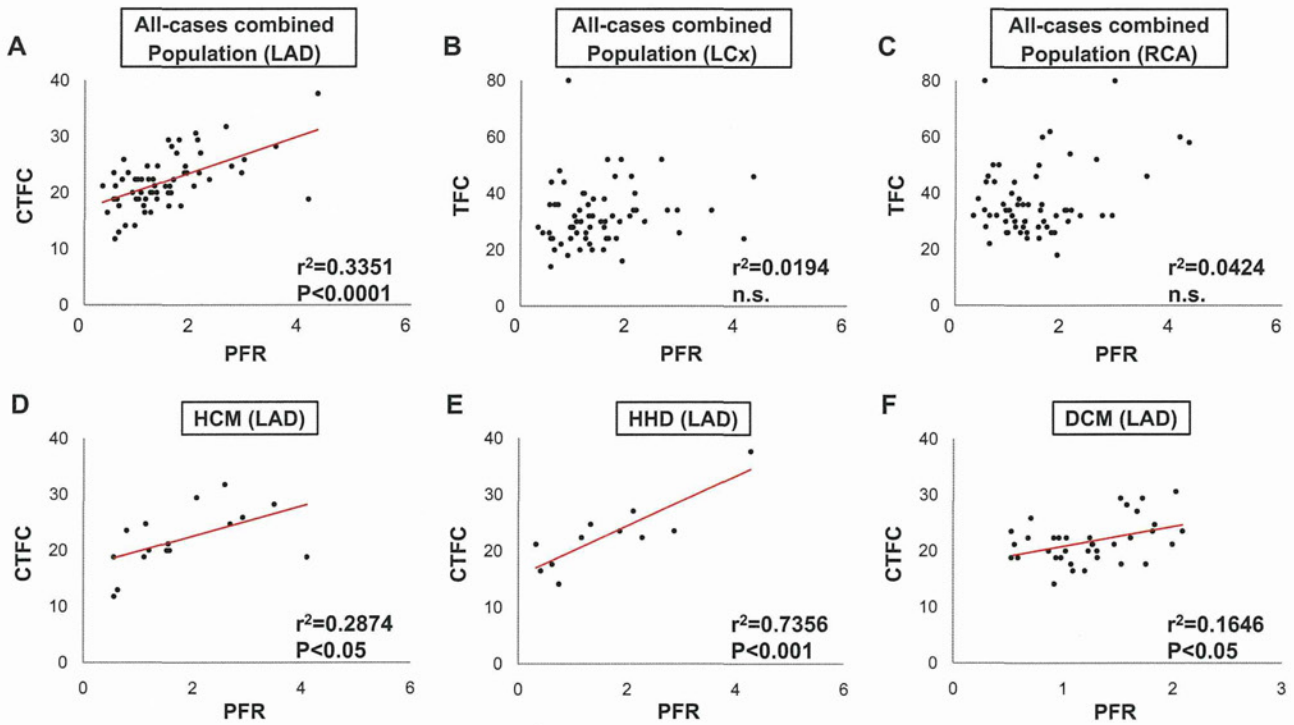 A
All-cases combined
Population (LAD)
40
30
20
10
0
CTFC
r²=0.3351
P<0.0001
0 2 4 6
PFR
B
All-cases combined
Population (LCx)
80
60
40
20
0
TFC
r²=0.0194
n.s.
0 2 4 6
PFR
C
All-cases combined
Population (RCA)
80
60
40
20
0
TFC
r²=0.0424
n.s.
0 2 4 6
PFR
D
HCM (LAD)
40
30
20
10
0
CTFC
r²=0.2874
P<0.05
0 2 4 6
PFR
E
HHD (LAD)
40
30
20
10
0
CTFC
r²=0.7356
P<0.001
0 2 4 6
PFR
F
DCM (LAD)
40
30
20
10
0
CTFC
r²=0.1646
P<0.05
0 1 2 3
PFR